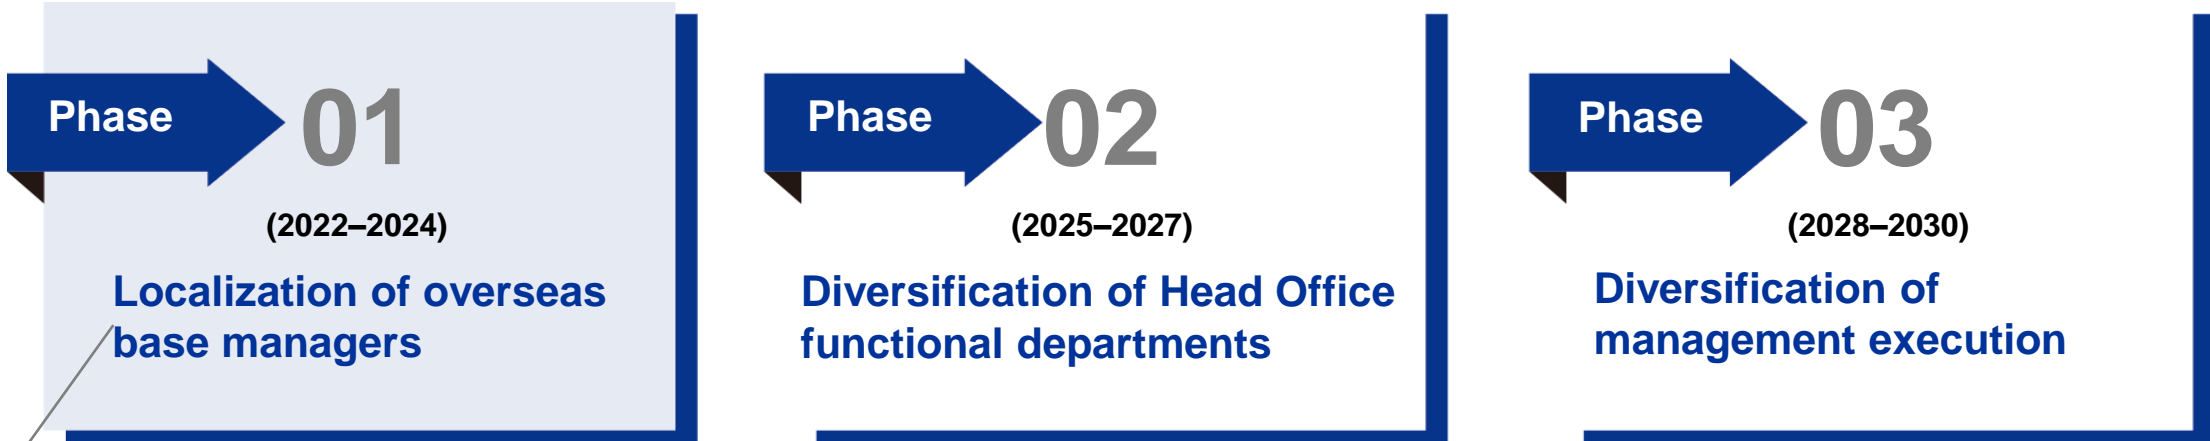 Phase 01
(2022–2024)
Localization of overseas
base managers
Phase 02
(2025–2027)
Diversification of Head Office
functional departments
Phase 03
(2028–2030)
Diversification of
management execution